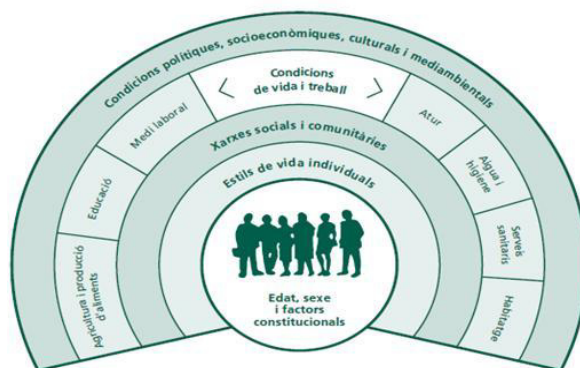 Condicions polítiques, socioeconòmiques, culturals i mediambientals
Condicions
de vida i treball
Medi laboral
Educació
Agricultura i producció
d'aliments
Atur
Aigua i
higiene
Serveis
sanitaris
Habitatge
Xarxes socials i comunitàries
Estils de vida individuals
Edat, sexe
i factors
constitucionals